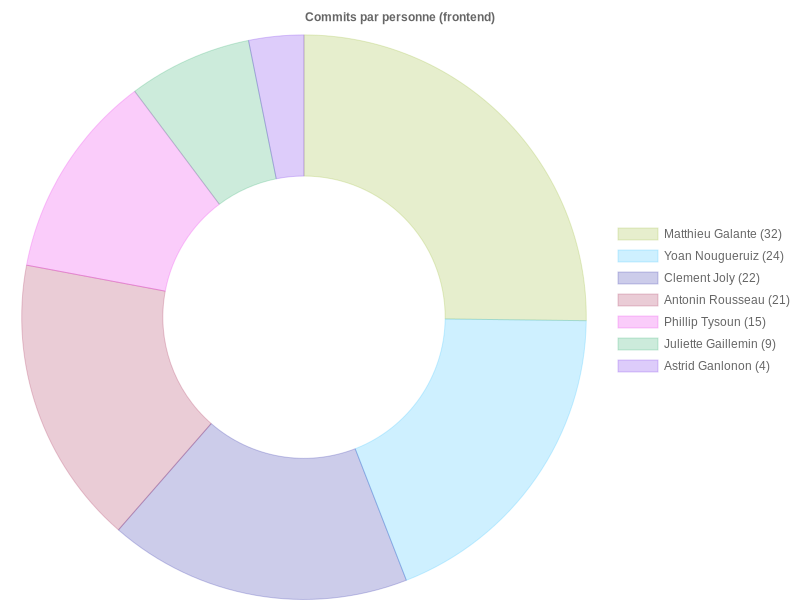 Commits par personne (frontend)
Matthieu Galante (32)
Yoan Nougueruiz (24)
Clement Joly (22)
Antonin Rousseau (21)
Phillip Tysoun (15)
Juliette Gaillemin (9)
Astrid Ganlonon (4)